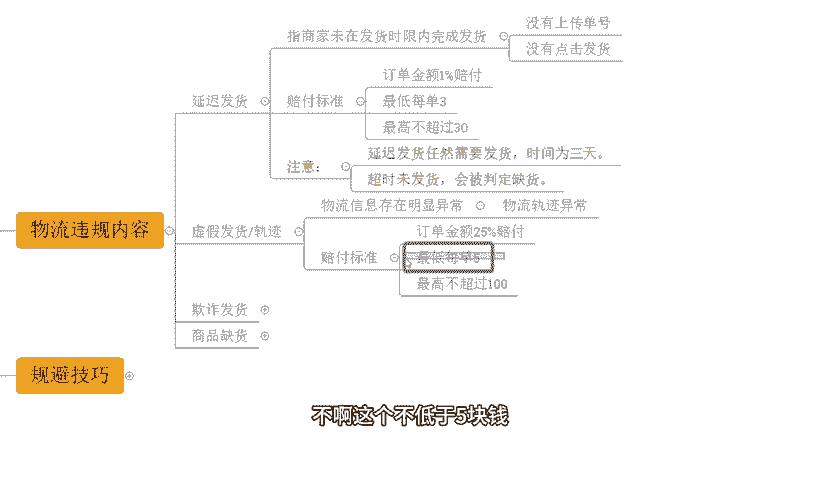 没有上传单号
指商家未在发货时限内完成发货
没有点击发货
订单金额1%赔付
延迟发货
赔付标准
最低每单3
最高不超过30
延迟发货任然需要发货，时间为三天。
注意：
超时未发货，会被判定缺货。
物流信息存在明显异常
物流轨迹异常
物流违规内容
虚假发货/轨迹
订单金额25%赔付
赔付标准
最低每单5
最高不超过100
欺诈发货
商品缺货
规避技巧
不啊这个不低于5块钱